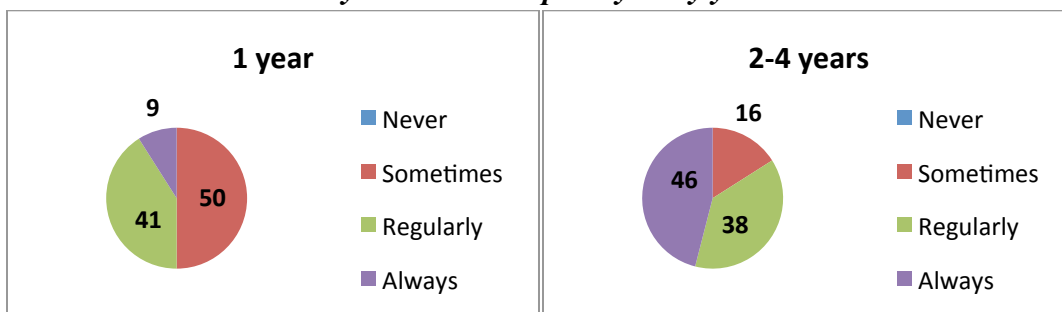 1 year
9
50
41
Never
Sometimes
Regularly
Always
2-4 years
16
46
38
Never
Sometimes
Regularly
Always